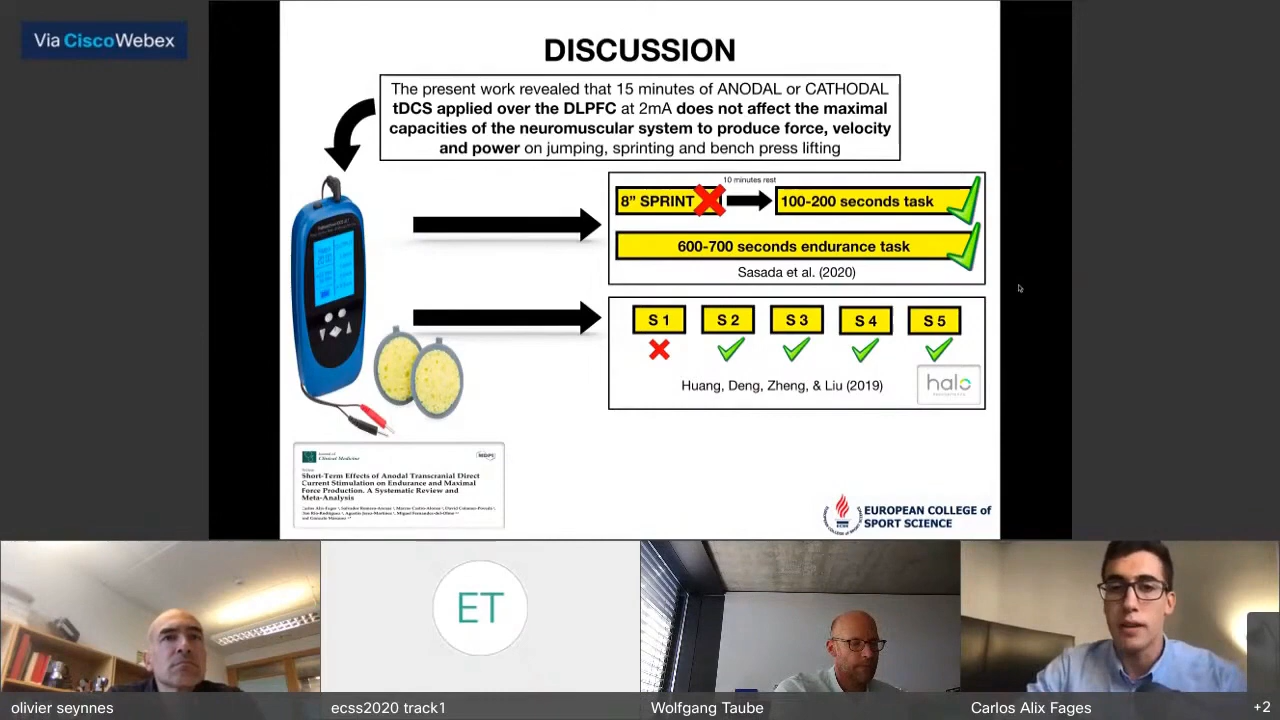 Via CiscoWebex
DISCUSSION
The present work revealed that 15 minutes of ANODAL or CATHODAL
tDCS applied over the DLPFC at 2mA does not affect the maximal
capacities of the neuromuscular system to produce force, velocity
and power on jumping, sprinting and bench press lifting
10 minutes rest
8” SPRINT
100-200 seconds task
600-700 seconds endurance task
Sasada et al. (2020)
S 1
S 2
S 3
S 4
S 5
Huang, Deng, Zheng, & Liu (2019)
halo
Journal of
Clinical Medicine
MDPI
Short-Term Effects of Anodal Transcranial Direct
Current Stimulation on Endurance and Maximal
Force Production. A Systematic Review and
Meta-Analysis
EUROPEAN COLLEGE of
SPORT SCIENCE
ET
olivier seynnes
ecss2020 track1
Wolfgang Taube
Carlos Alix Fages
+2